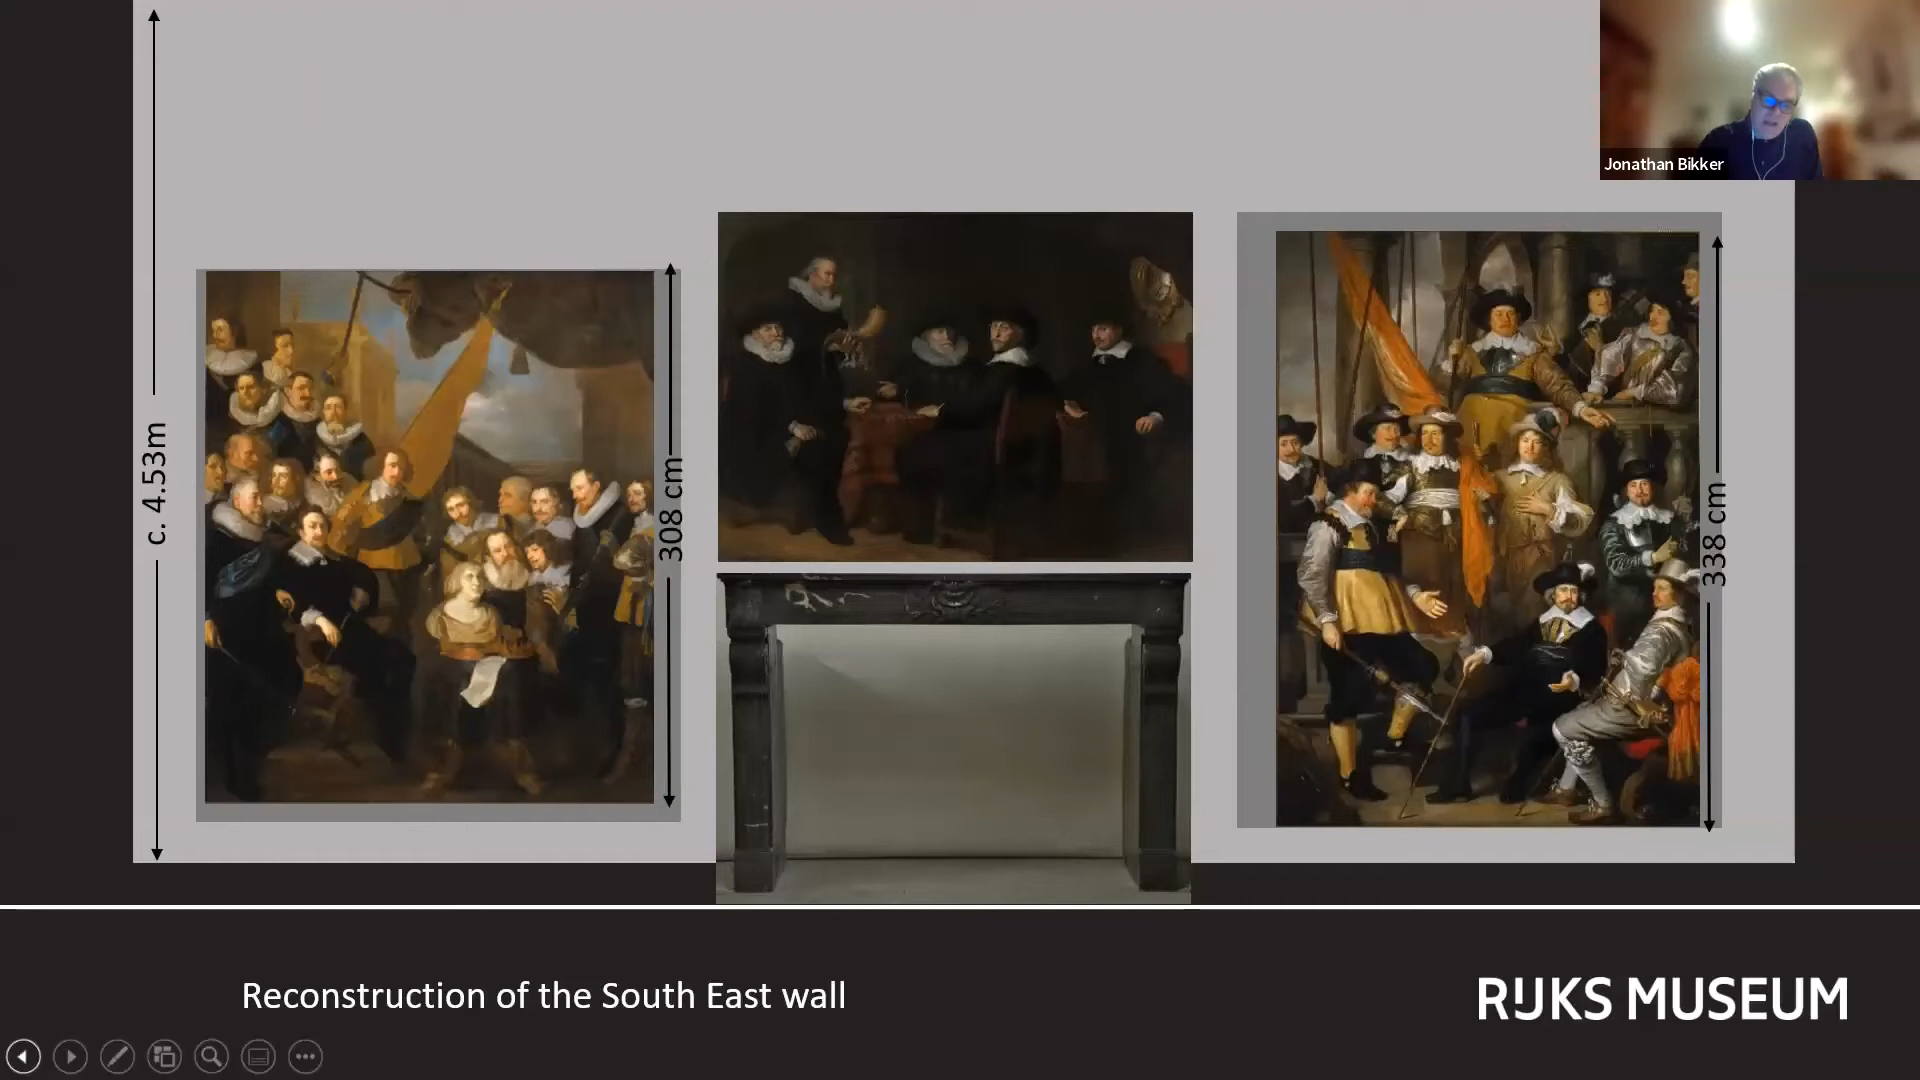 Jonathan Bikker
c. 4.53m
308 cm
338 cm
Reconstruction of the South East wall
RIJKS MUSEUM